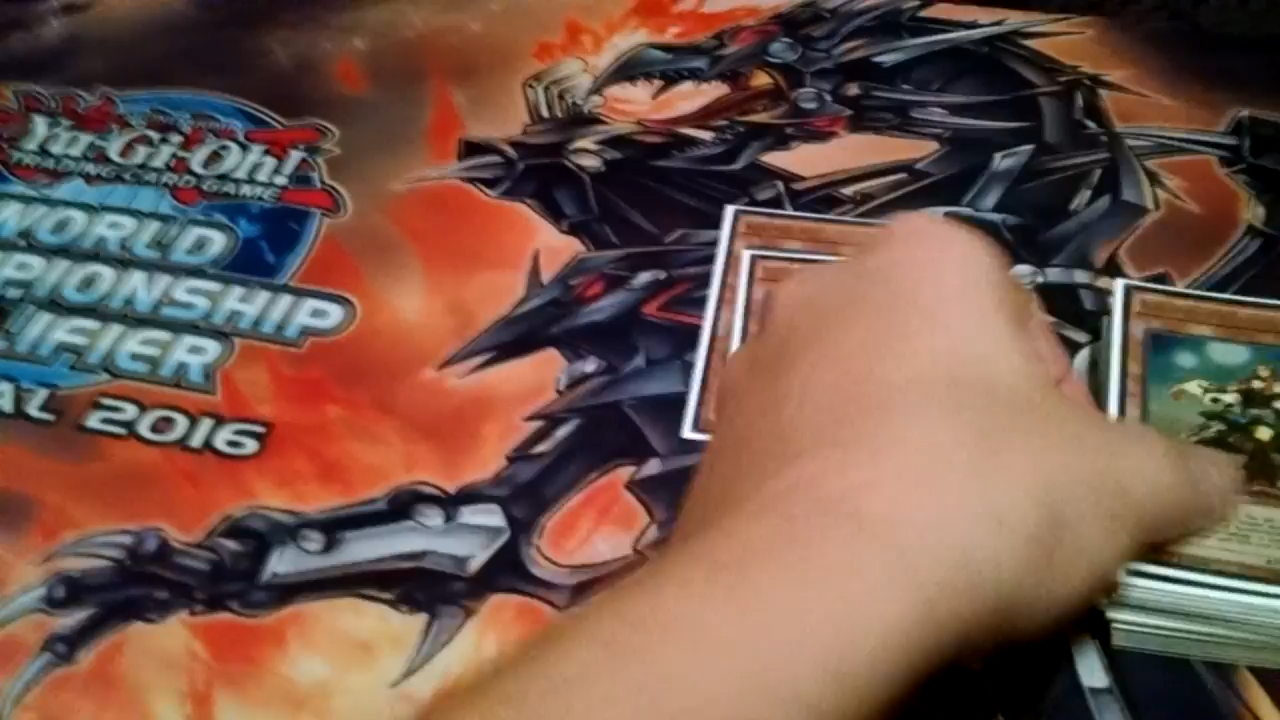 Yu-Gi-Oh!
TRADING CARD GAME
WORLD
PIONSHIP
LIFIER
AL 2016